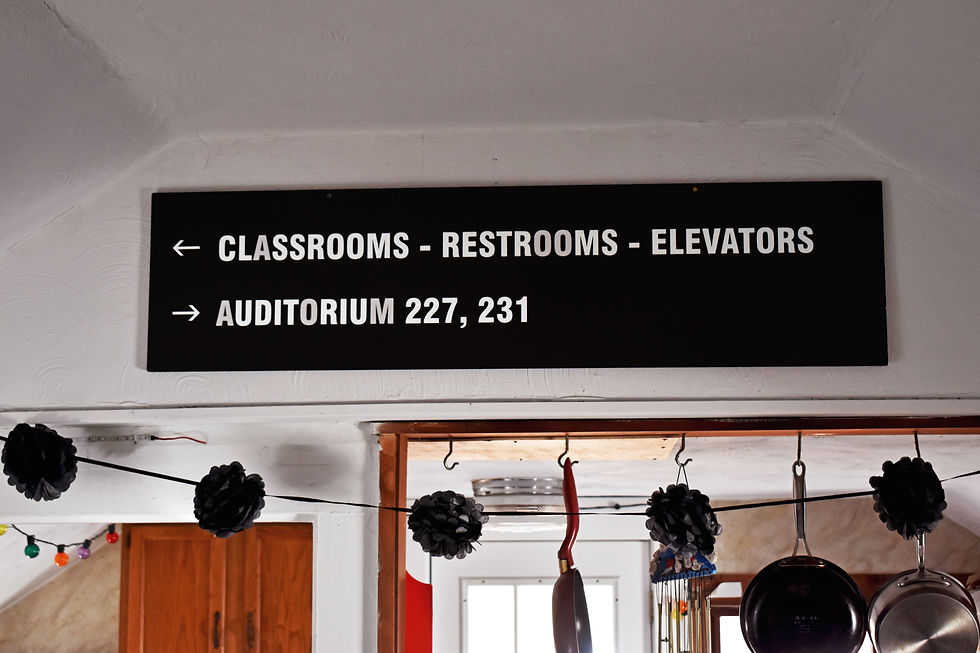 ← CLASSROOMS - RESTROOMS - ELEVATORS
→ AUDITORIUM 227, 231